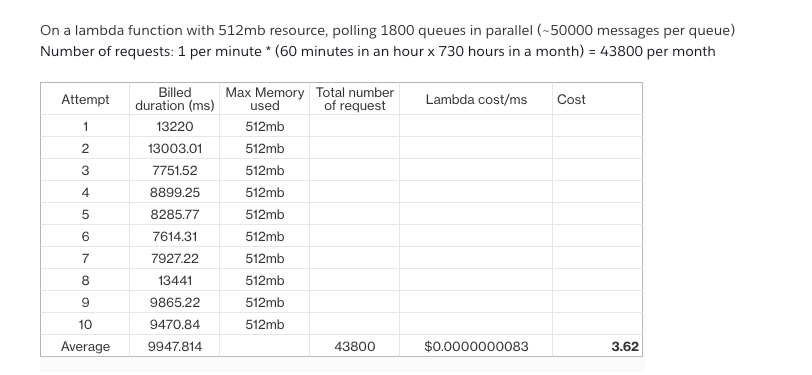 On a lambda function with 512mb resource, polling 1800 queues in parallel (~50000 messages per queue)
Number of requests: 1 per minute * (60 minutes in an hour x 730 hours in a month) = 43800 per month
Attempt Billed duration (ms) Max Memory used Total number of request Lambda cost/ms Cost
1 13220 512mb
2 13003.01 512mb
3 7751.52 512mb
4 8899.25 512mb
5 8285.77 512mb
6 7614.31 512mb
7 7927.22 512mb
8 13441 512mb
9 9865.22 512mb
10 9470.84 512mb
Average 9947.814 43800 $0.0000000083 3.62